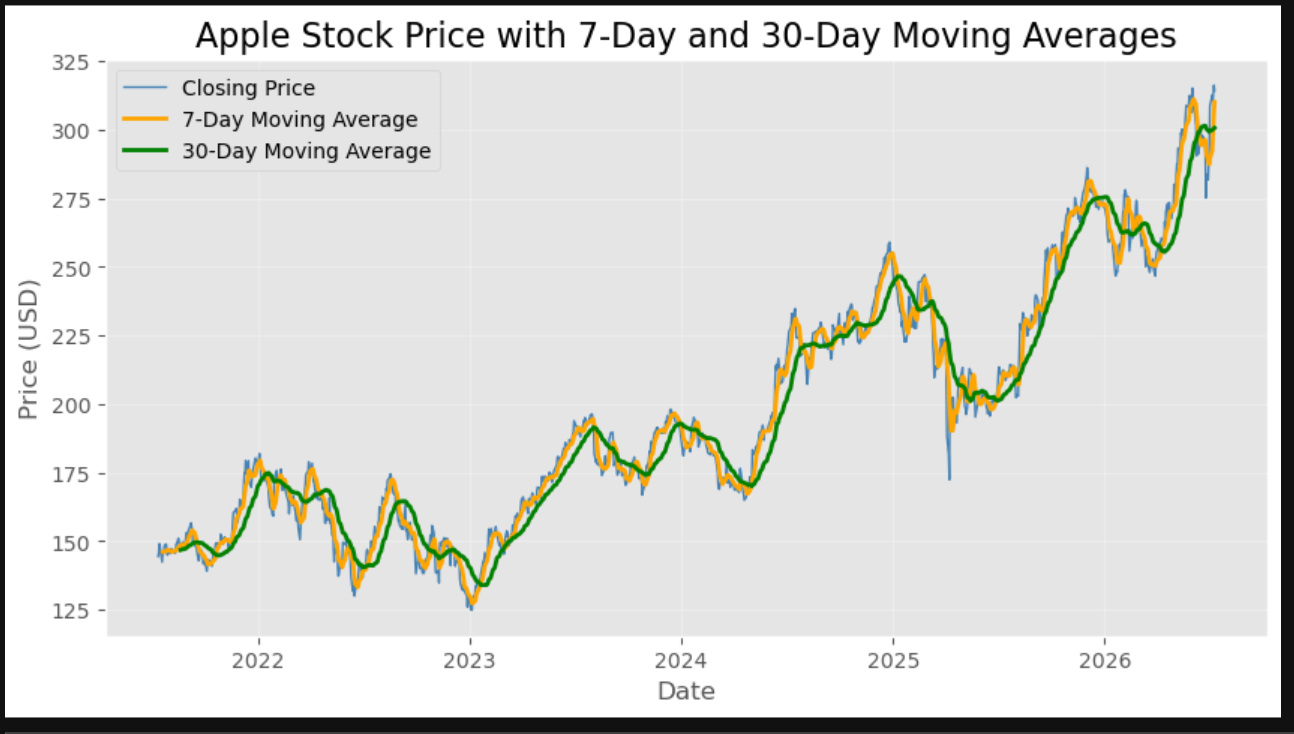 Apple Stock Price with 7-Day and 30-Day Moving Averages
325
300
275
250
225
200
175
150
125
Price (USD)
Closing Price
7-Day Moving Average
30-Day Moving Average
2022 2023 2024 2025 2026
Date